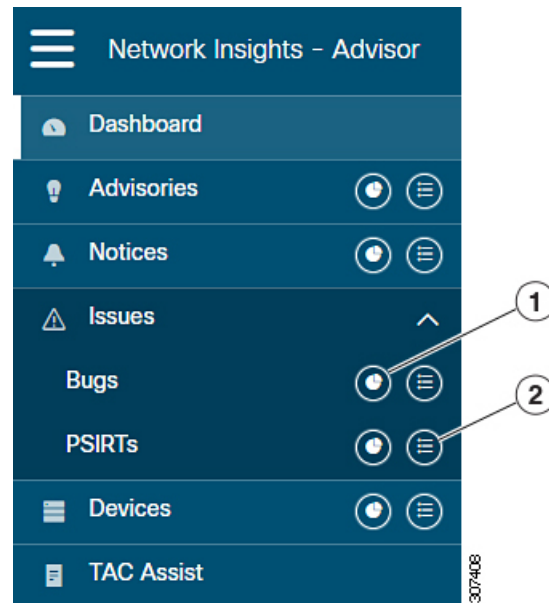 Network Insights - Advisor
Dashboard
Advisories
Notices
Issues
1
Bugs
2
PSIRTs
Devices
TAC Assist
307408